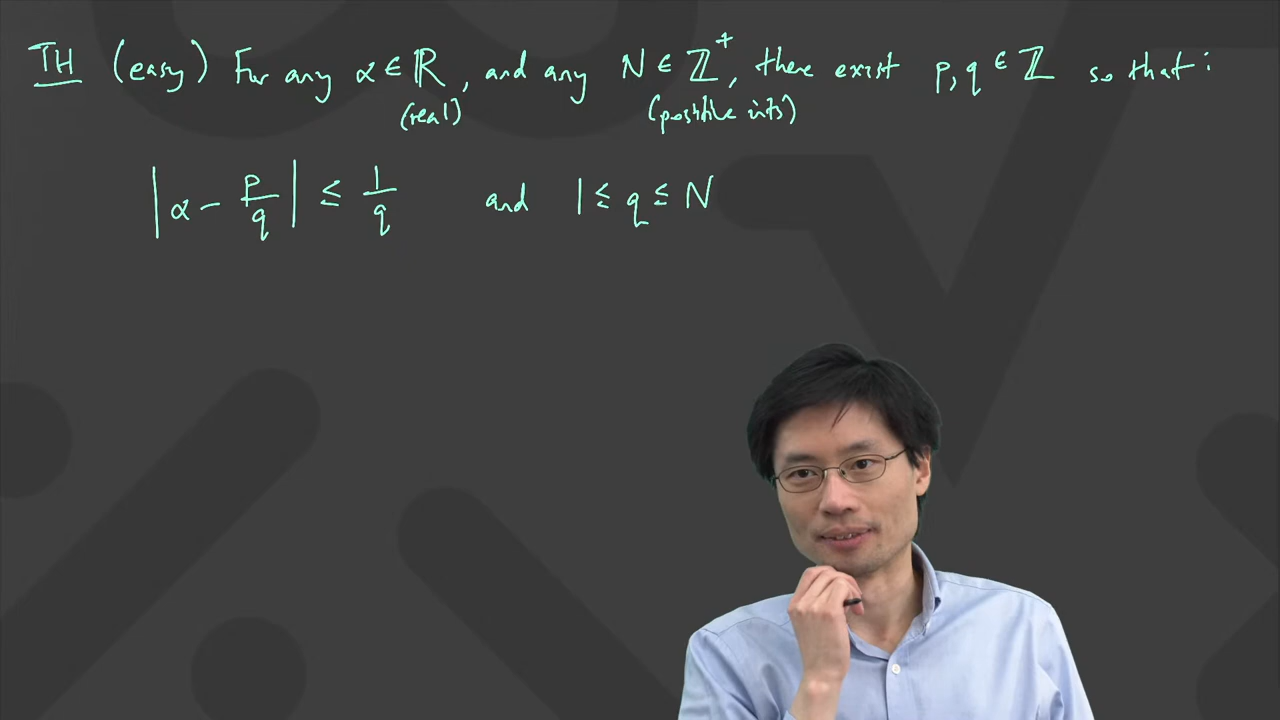 TH (easy) For any α ∈ ℝ, and any N ∈ ℤ⁺, there exist p, q ∈ ℤ so that:
(real) (positive ints)
|α - p/q| ≤ 1/q and 1 ≤ q ≤ N